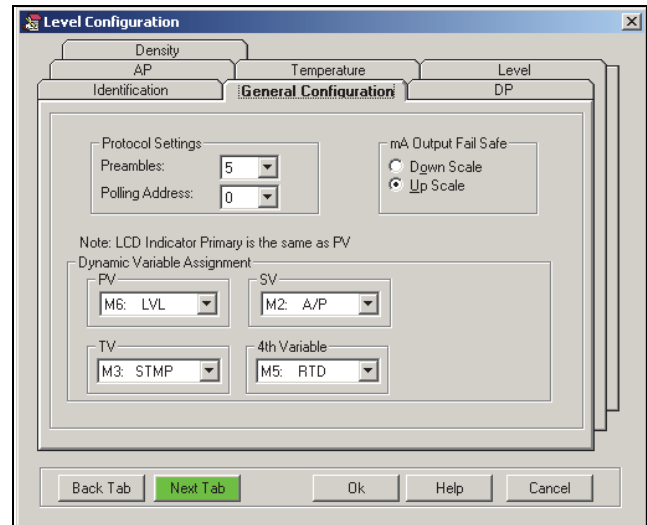 Level Configuration
Density
AP Temperature Level
Identification General Configuration DP
Protocol Settings
Preambles: 5
Polling Address: 0
mA Output Fail Safe
Down Scale
Up Scale
Note: LCD Indicator Primary is the same as PV
Dynamic Variable Assignment
PV
M6: LVL
SV
M2: A/P
TV
M3: STMP
4th Variable
M5: RTD
Back Tab Next Tab Ok Help Cancel